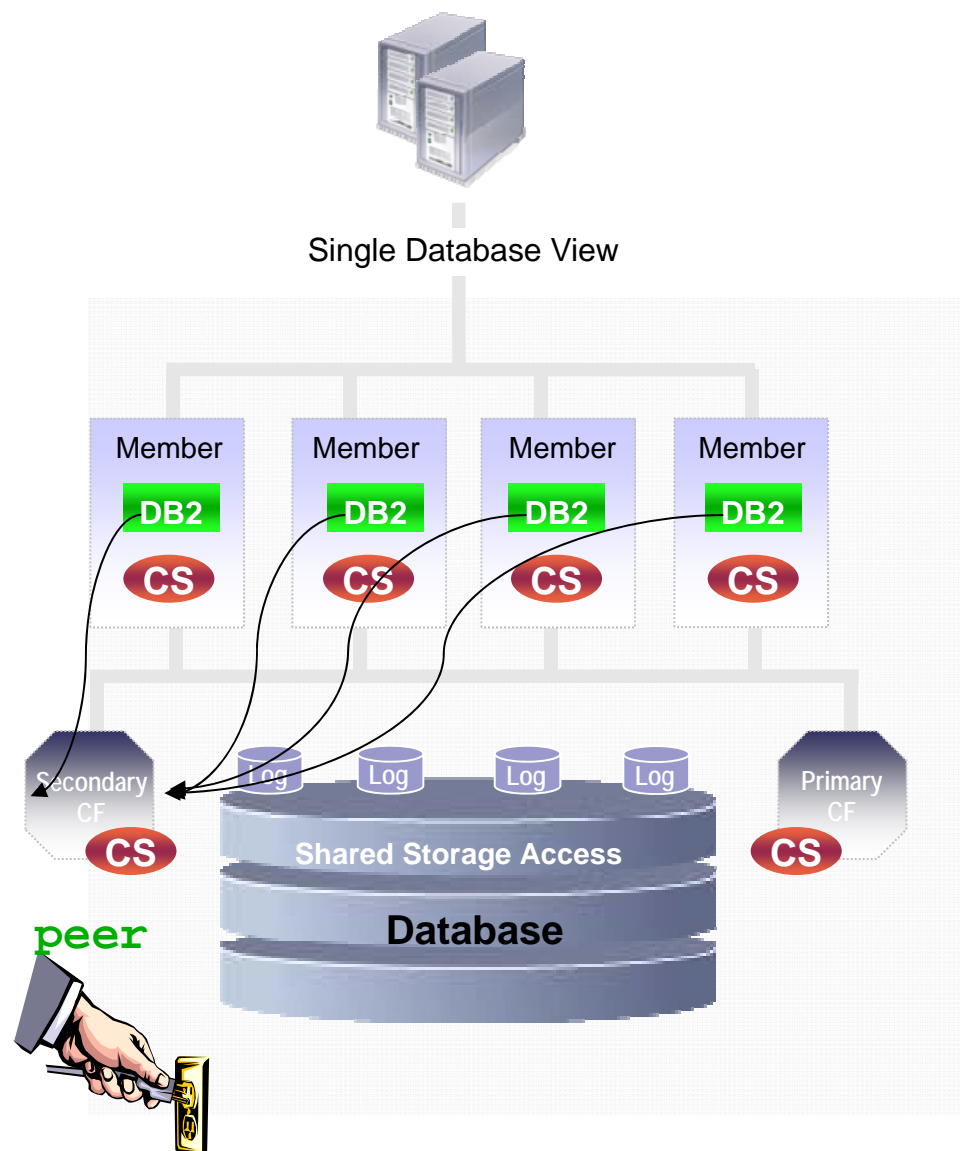 Single Database View
Member
Member
Member
Member
DB2
DB2
DB2
DB2
CS
CS
CS
CS
Log
Log
Log
Log
Secondary
CF
Primary
CF
CS
CS
Shared Storage Access
Database
peer